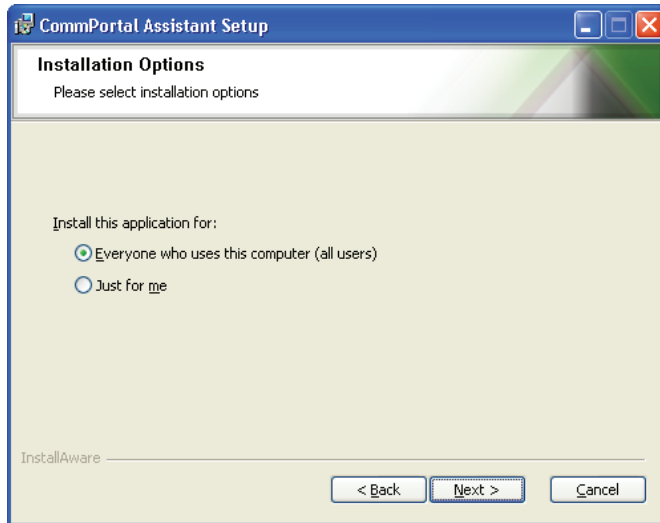 CommPortal Assistant Setup
Installation Options
Please select installation options
Install this application for:
Everyone who uses this computer (all users)
Just for me
InstallAware
< Back Next > Cancel